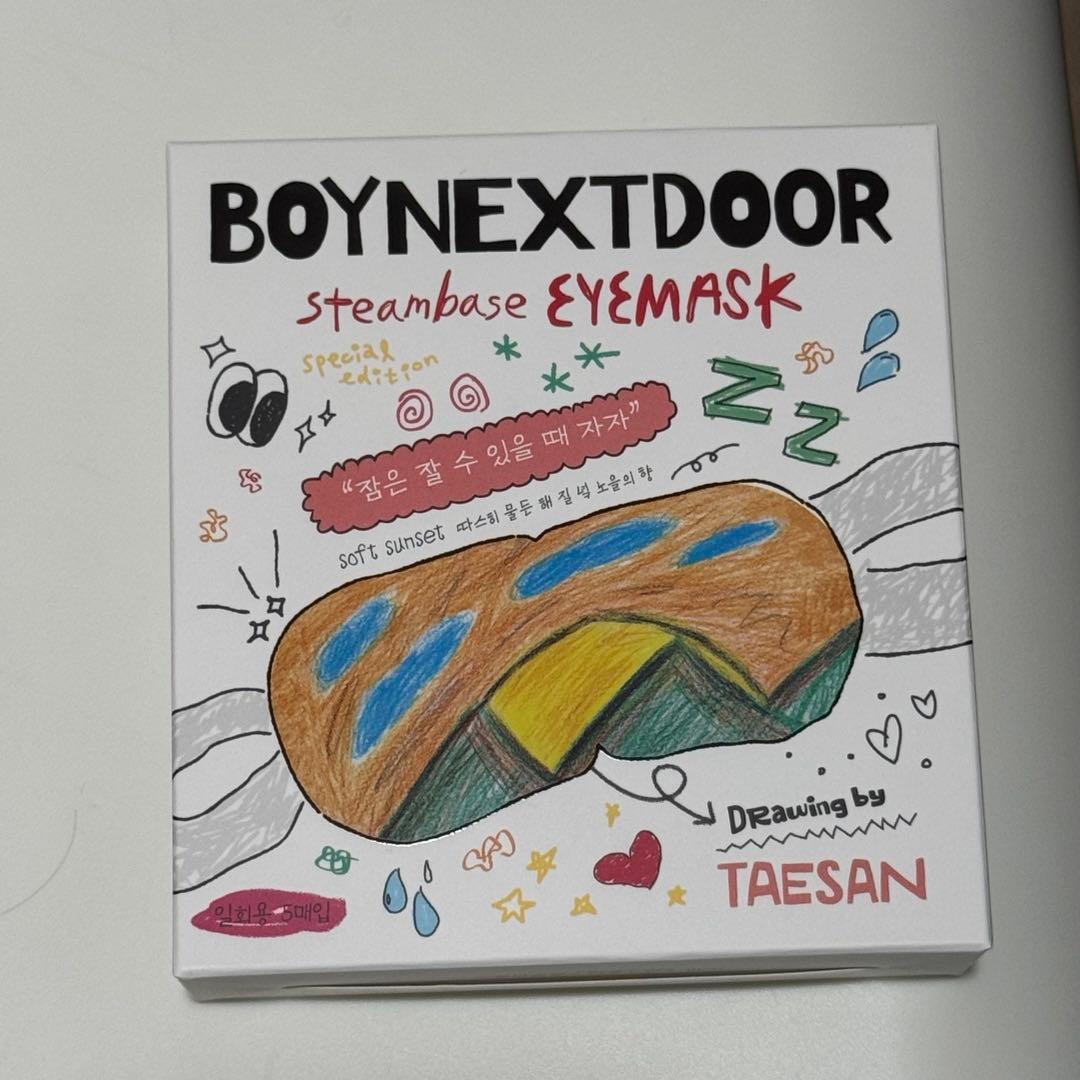 BOYNEXTDOOR
steambase EYEMASK
special
edition
“잠은 잘 수 있을 때 자자”
soft sunset 따스히 물든 해 질 녘 노을의 향
Z
Z
Drawing by
TAESAN
일회용 5매입